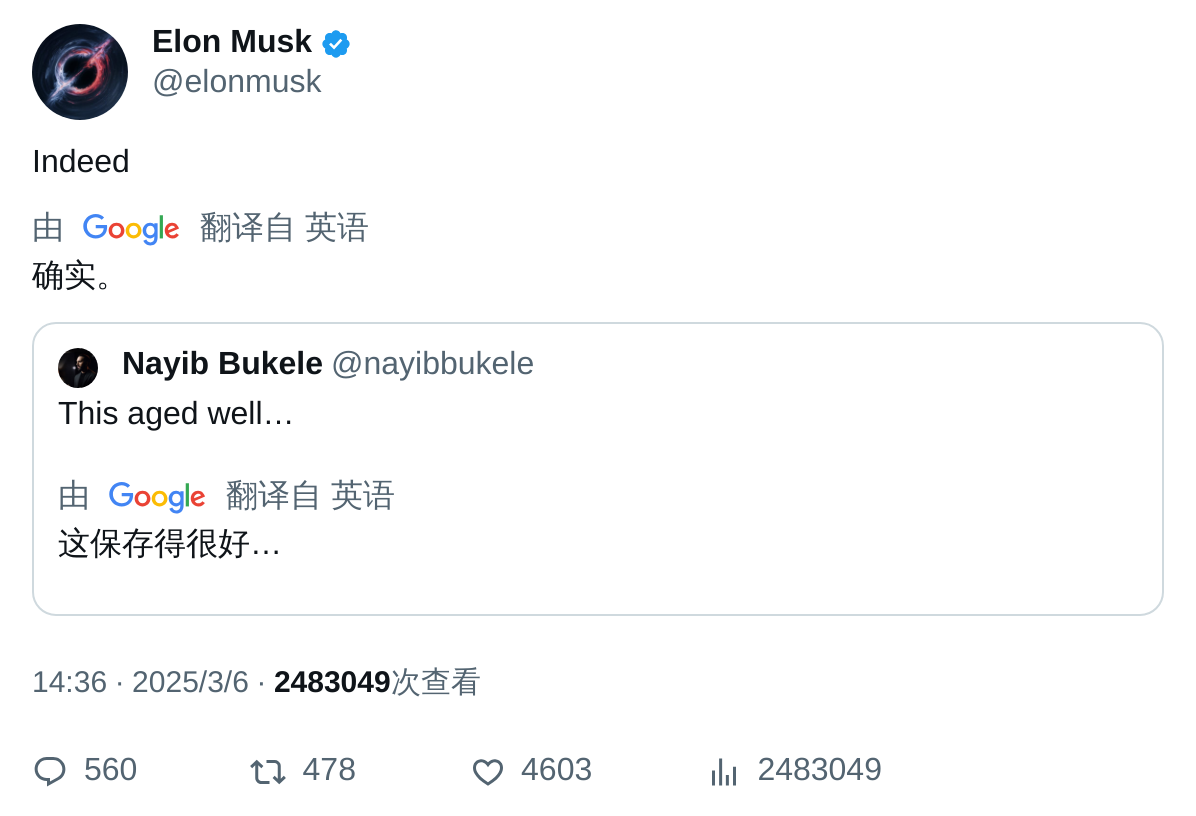 Elon Musk
@elonmusk
Indeed
由 Google 翻译自 英语
确实。
Nayib Bukele @nayibbukele
This aged well…
由 Google 翻译自 英语
这保存得很好…
14:36 · 2025/3/6 · 2483049次查看
560 478 4603 2483049